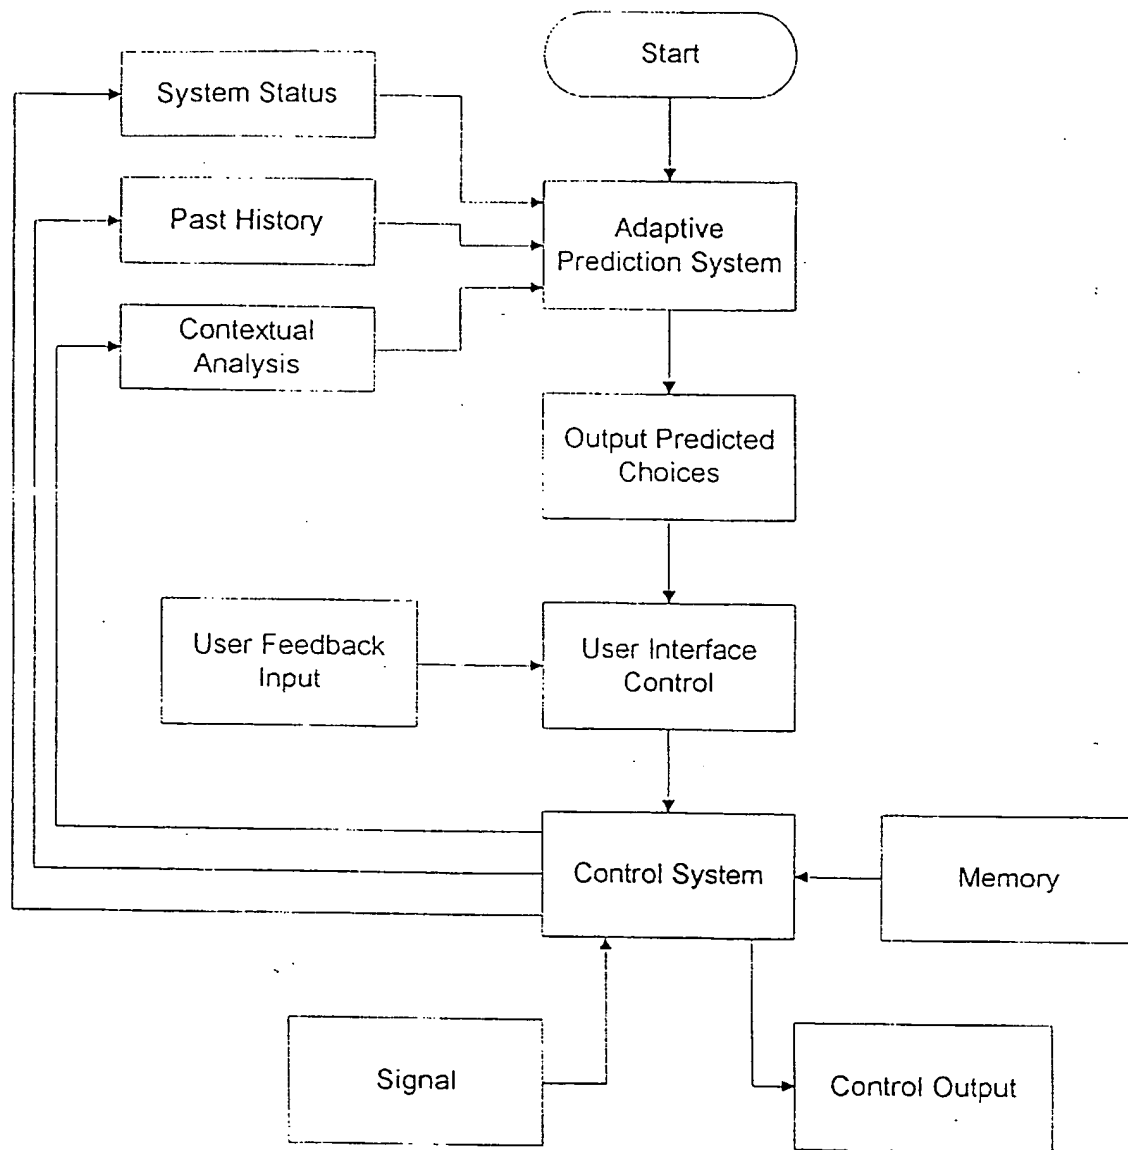 Start
System Status
Past History
Adaptive
Prediction System
Contextual
Analysis
Output Predicted
Choices
User Feedback
Input
User Interface
Control
Control System
Memory
Signal
Control Output